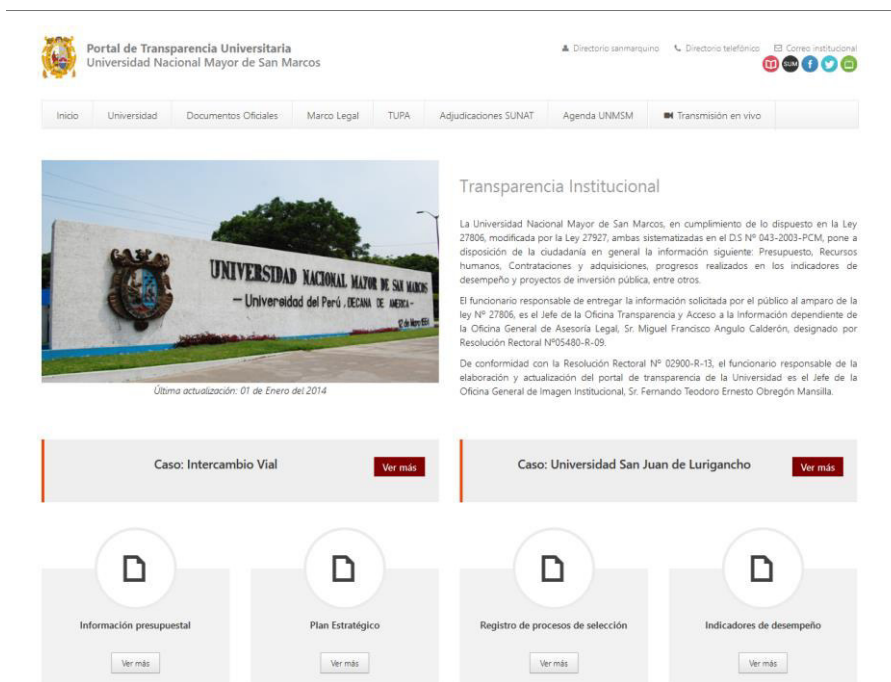 Portal de Transparencia Universitaria
Universidad Nacional Mayor de San Marcos
Directorio sanmarquino Directorio telefónico Correo institucional
SUM
Inicio Universidad Documentos Oficiales Marco Legal TUPA Adjudicaciones SUNAT Agenda UNMSM Transmisión en vivo
UNIVERSIDAD NACIONAL MAYOR DE SAN MARCOS
- Universidad del Perú, DECANA DE AMERICA -
12 de Mayo 1551
Última actualización: 01 de Enero del 2014
Transparencia Institucional
La Universidad Nacional Mayor de San Marcos, en cumplimiento de lo dispuesto en la Ley
27806, modificada por la Ley 27927, ambas sistematizadas en el D.S Nº 043-2003-PCM, pone a
disposición de la ciudadanía en general la información siguiente: Presupuesto, Recursos
humanos, Contrataciones y adquisiciones, progresos realizados en los indicadores de
desempeño y proyectos de inversión pública, entre otros.
El funcionario responsable de entregar la información solicitada por el público al amparo de la
ley Nº 27806, es el Jefe de la Oficina Transparencia y Acceso a la Información dependiente de
la Oficina General de Asesoría Legal, Sr. Miguel Francisco Angulo Calderón, designado por
Resolución Rectoral Nº05480-R-09.
De conformidad con la Resolución Rectoral Nº 02900-R-13, el funcionario responsable de la
elaboración y actualización del portal de transparencia de la Universidad es el Jefe de la
Oficina General de Imagen Institucional, Sr. Fernando Teodoro Ernesto Obregón Mansilla.
Caso: Intercambio Vial Ver más
Caso: Universidad San Juan de Lurigancho Ver más
Información presupuestal
Ver más
Plan Estratégico
Ver más
Registro de procesos de selección
Ver más
Indicadores de desempeño
Ver más